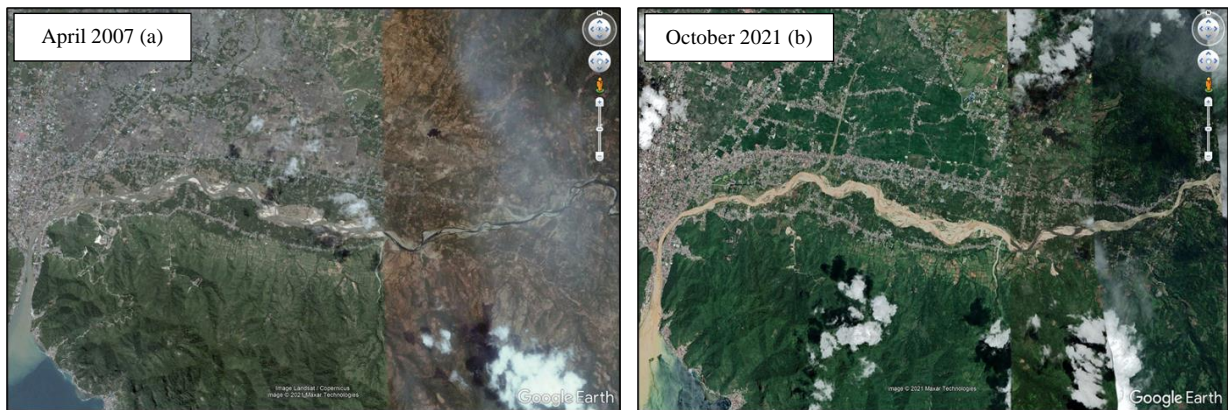 April 2007 (a)
October 2021 (b)
Image Landsat / Copernicus
Image © 2021 Maxar Technologies
Google Earth
image © 2021 Maxar Technologies
Google Earth